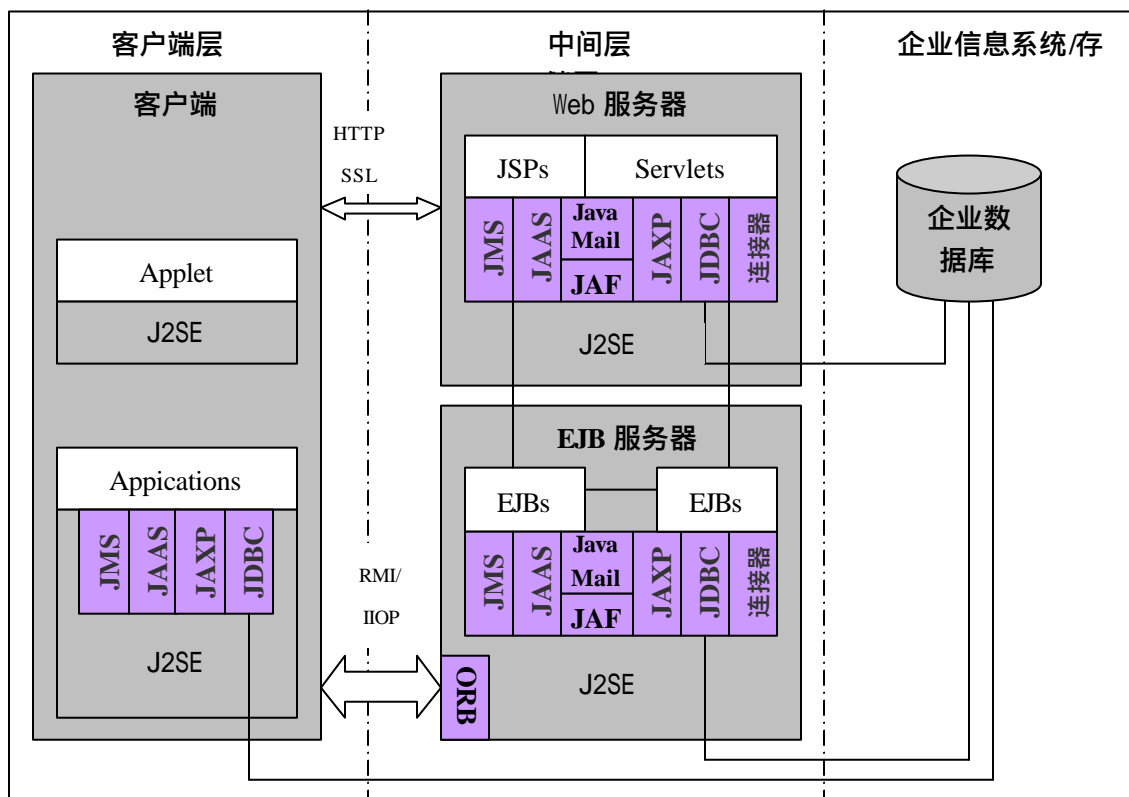 客户端层
中间层
企业信息系统/存
客户端
HTTP
SSL
Applet
J2SE
Appications
JMS
JAAS
JAXP
JDBC
J2SE
RMI/
IIOP
Web 服务器
JSPs
Servlets
JMS
JAAS
Java
Mail
JAF
JAXP
JDBC
连接器
J2SE
EJB 服务器
EJBs
EJBs
JMS
JAAS
Java
Mail
JAF
JAXP
JDBC
连接器
J2SE
ORB
企业数
据库